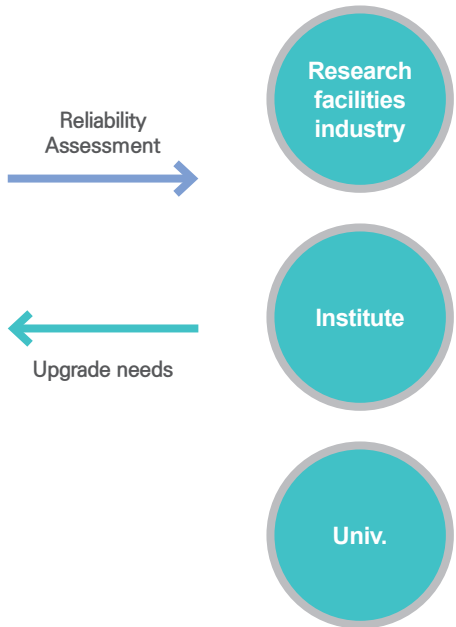 Research
facilities
industry
Reliability
Assessment
Institute
Upgrade needs
Univ.